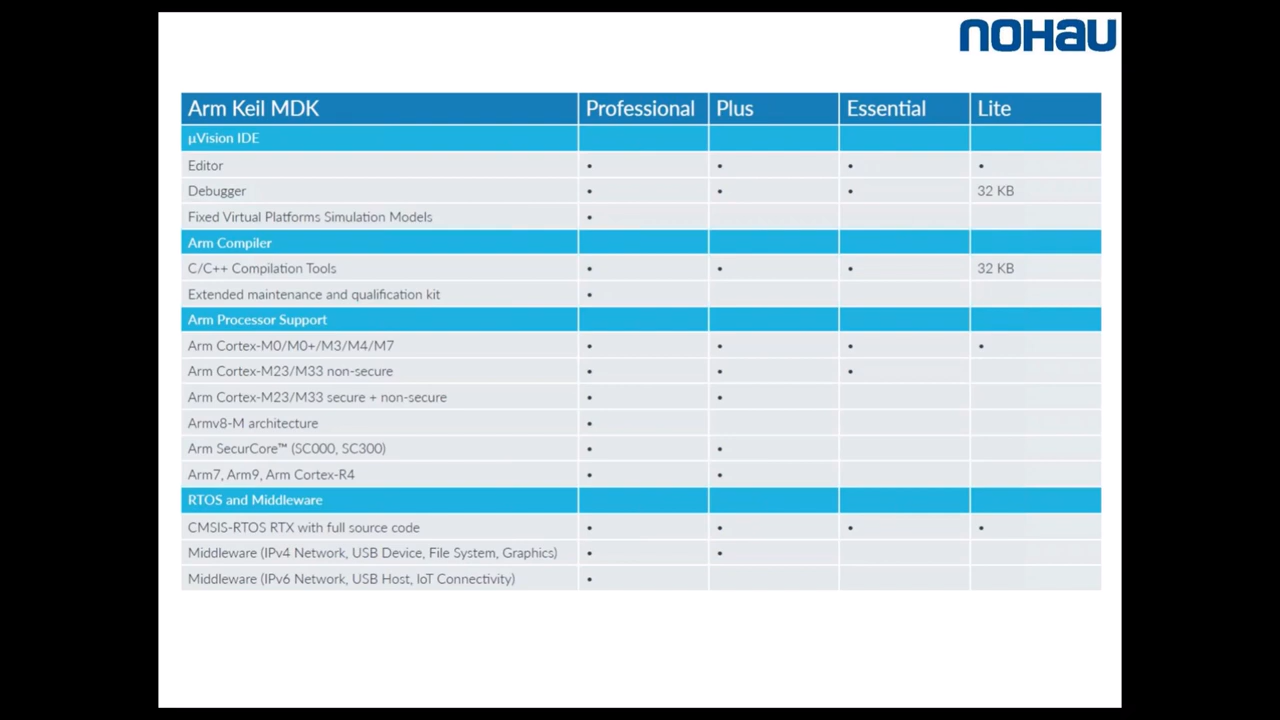 noHau
Arm Keil MDK Professional Plus Essential Lite
µVision IDE
Editor • • • •
Debugger • • • 32 KB
Fixed Virtual Platforms Simulation Models •
Arm Compiler
C/C++ Compilation Tools • • • 32 KB
Extended maintenance and qualification kit •
Arm Processor Support
Arm Cortex-M0/M0+/M3/M4/M7 • • • •
Arm Cortex-M23/M33 non-secure • • •
Arm Cortex-M23/M33 secure + non-secure • •
Armv8-M architecture •
Arm SecurCore™ (SC000, SC300) • •
Arm7, Arm9, Arm Cortex-R4 • •
RTOS and Middleware
CMSIS-RTOS RTX with full source code • • • •
Middleware (IPv4 Network, USB Device, File System, Graphics) • •
Middleware (IPv6 Network, USB Host, IoT Connectivity) •